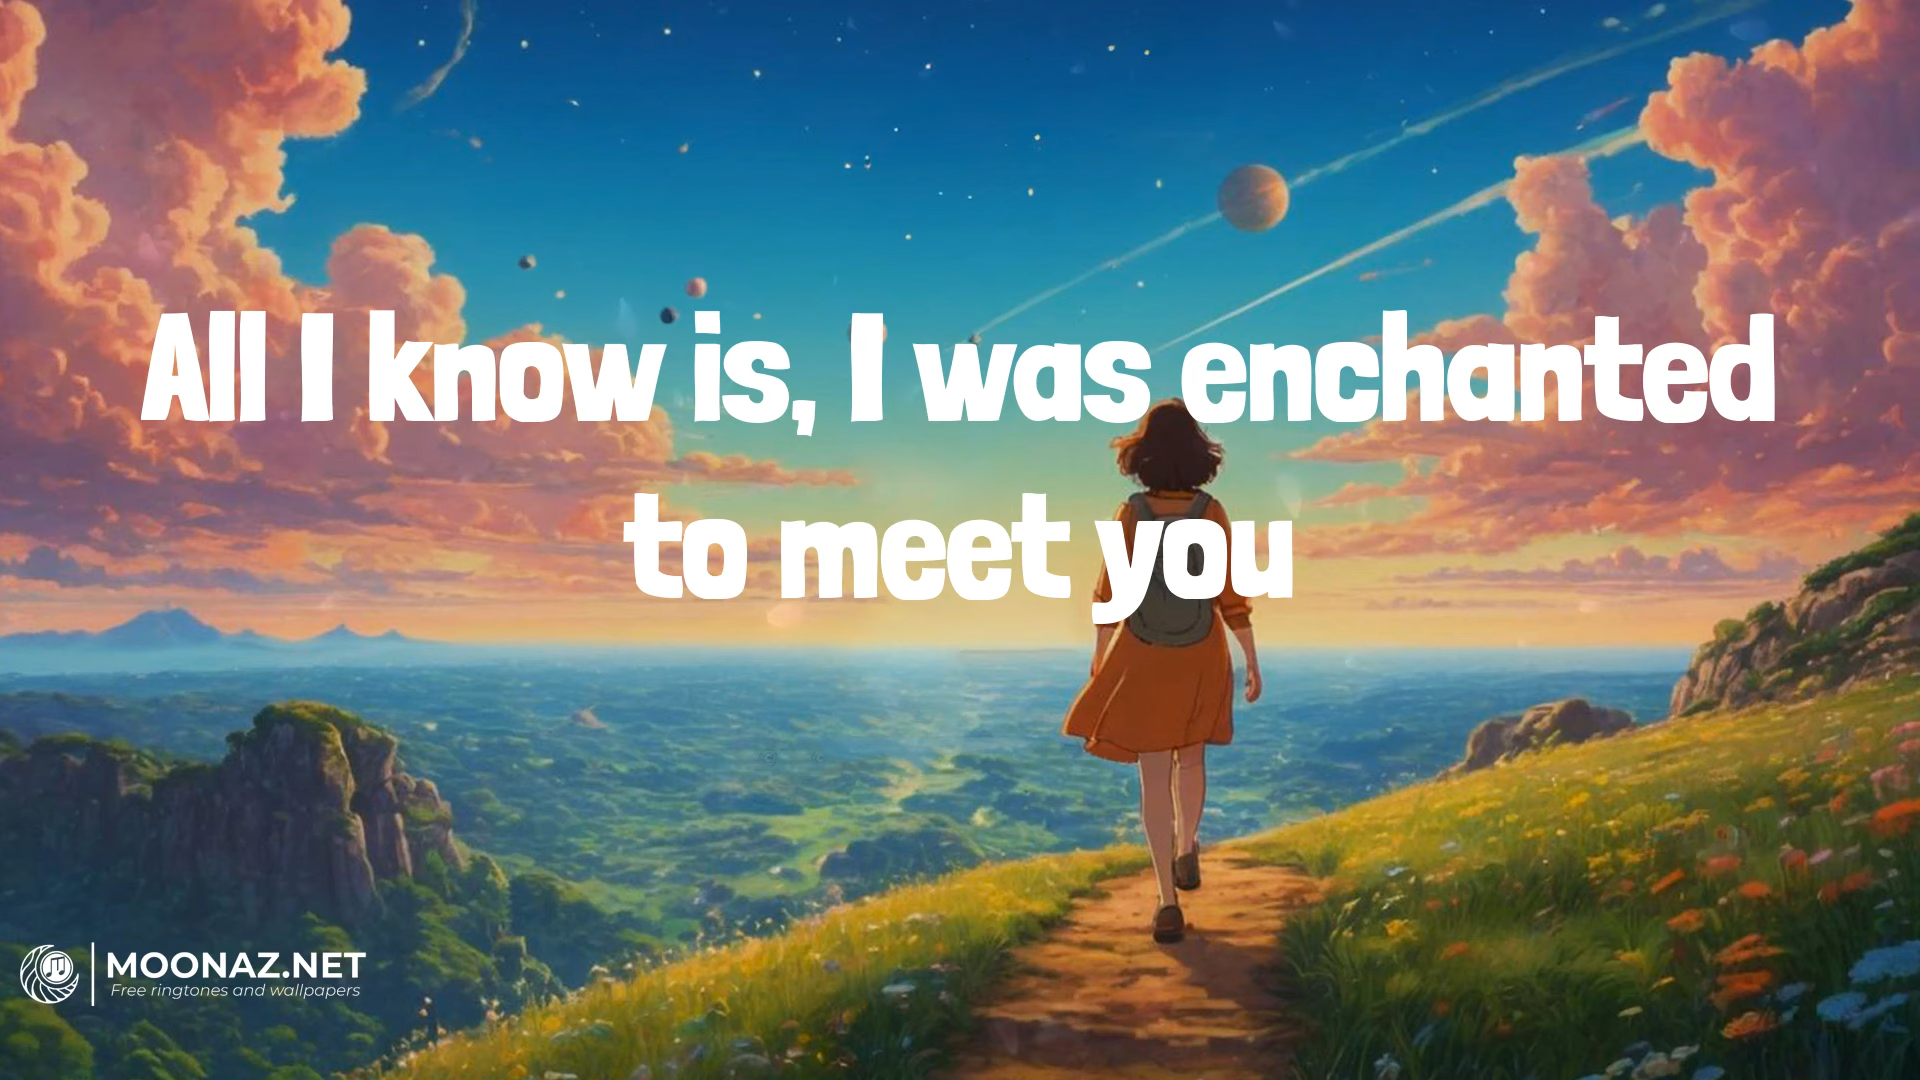 All I know is, I was enchanted
to meet you
MOONAZ.NET
Free ringtones and wallpapers